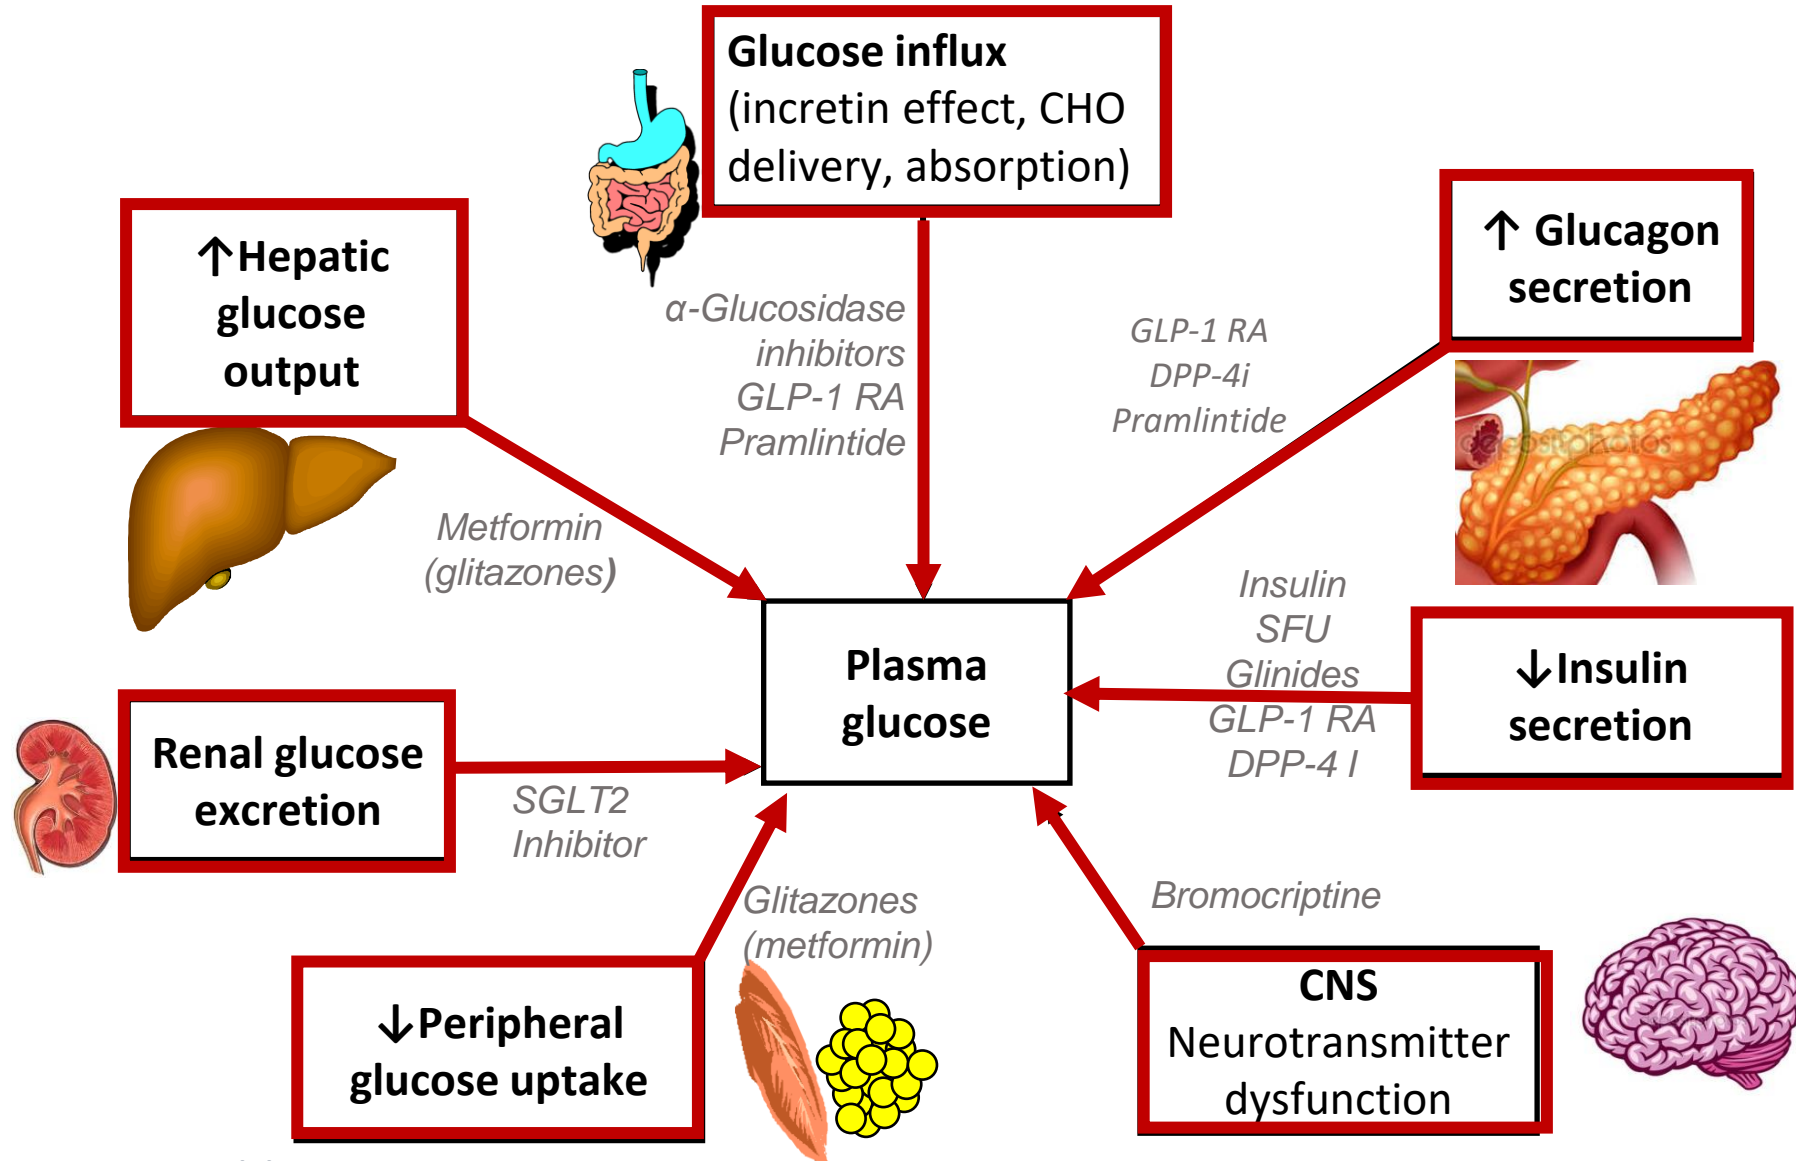 Glucose influx
(incretin effect, CHO
delivery, absorption)
↑Hepatic
glucose
output
↑ Glucagon
secretion
α-Glucosidase
inhibitors
GLP-1 RA
Pramlintide
GLP-1 RA
DPP-4i
Pramlintide
depositphotos
Metformin
(glitazones)
Insulin
SFU
Glinides
GLP-1 RA
DPP-4 I
Plasma
glucose
↓Insulin
secretion
Renal glucose
excretion
SGLT2
Inhibitor
Glitazones
(metformin)
Bromocriptine
↓Peripheral
glucose uptake
CNS
Neurotransmitter
dysfunction